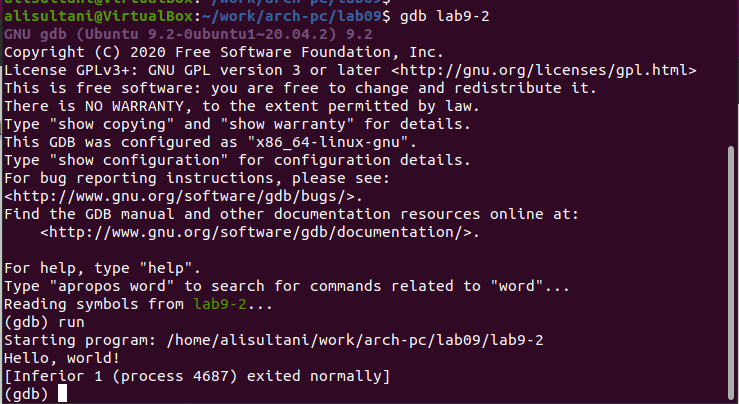 alisultani@VirtualBox:~/work/arch-pc/lab09$
alisultani@VirtualBox:~/work/arch-pc/lab09$ gdb lab9-2
GNU gdb (Ubuntu 9.2-0ubuntu1~20.04.2) 9.2
Copyright (C) 2020 Free Software Foundation, Inc.
License GPLv3+: GNU GPL version 3 or later <http://gnu.org/licenses/gpl.html>
This is free software: you are free to change and redistribute it.
There is NO WARRANTY, to the extent permitted by law.
Type "show copying" and "show warranty" for details.
This GDB was configured as "x86_64-linux-gnu".
Type "show configuration" for configuration details.
For bug reporting instructions, please see:
<http://www.gnu.org/software/gdb/bugs/>.
Find the GDB manual and other documentation resources online at:
    <http://www.gnu.org/software/gdb/documentation/>.

For help, type "help".
Type "apropos word" to search for commands related to "word"...
Reading symbols from lab9-2...
(gdb) run
Starting program: /home/alisultani/work/arch-pc/lab09/lab9-2
Hello, world!
[Inferior 1 (process 4687) exited normally]
(gdb)